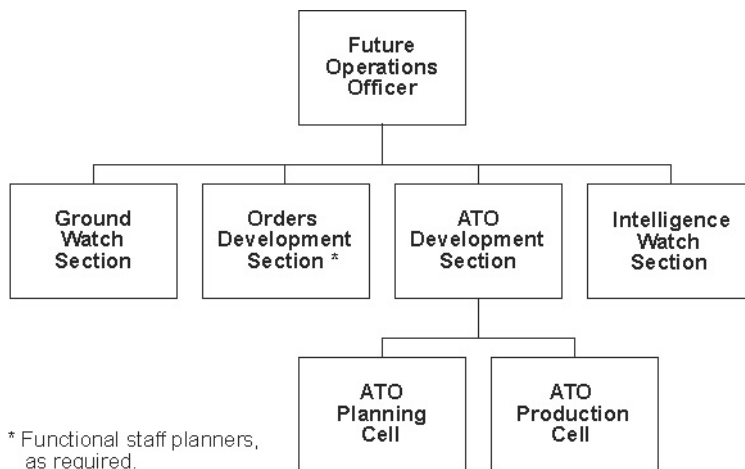 Future
Operations
Officer
Ground
Watch
Section
Orders
Development
Section *
ATO
Development
Section
Intelligence
Watch
Section
ATO
Planning
Cell
ATO
Production
Cell
* Functional staff planners,
as required.